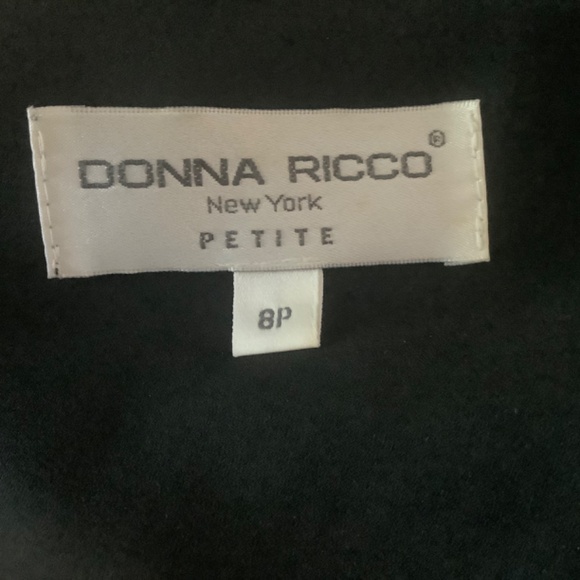 DONNA RICCO®
New York
PETITE
8P